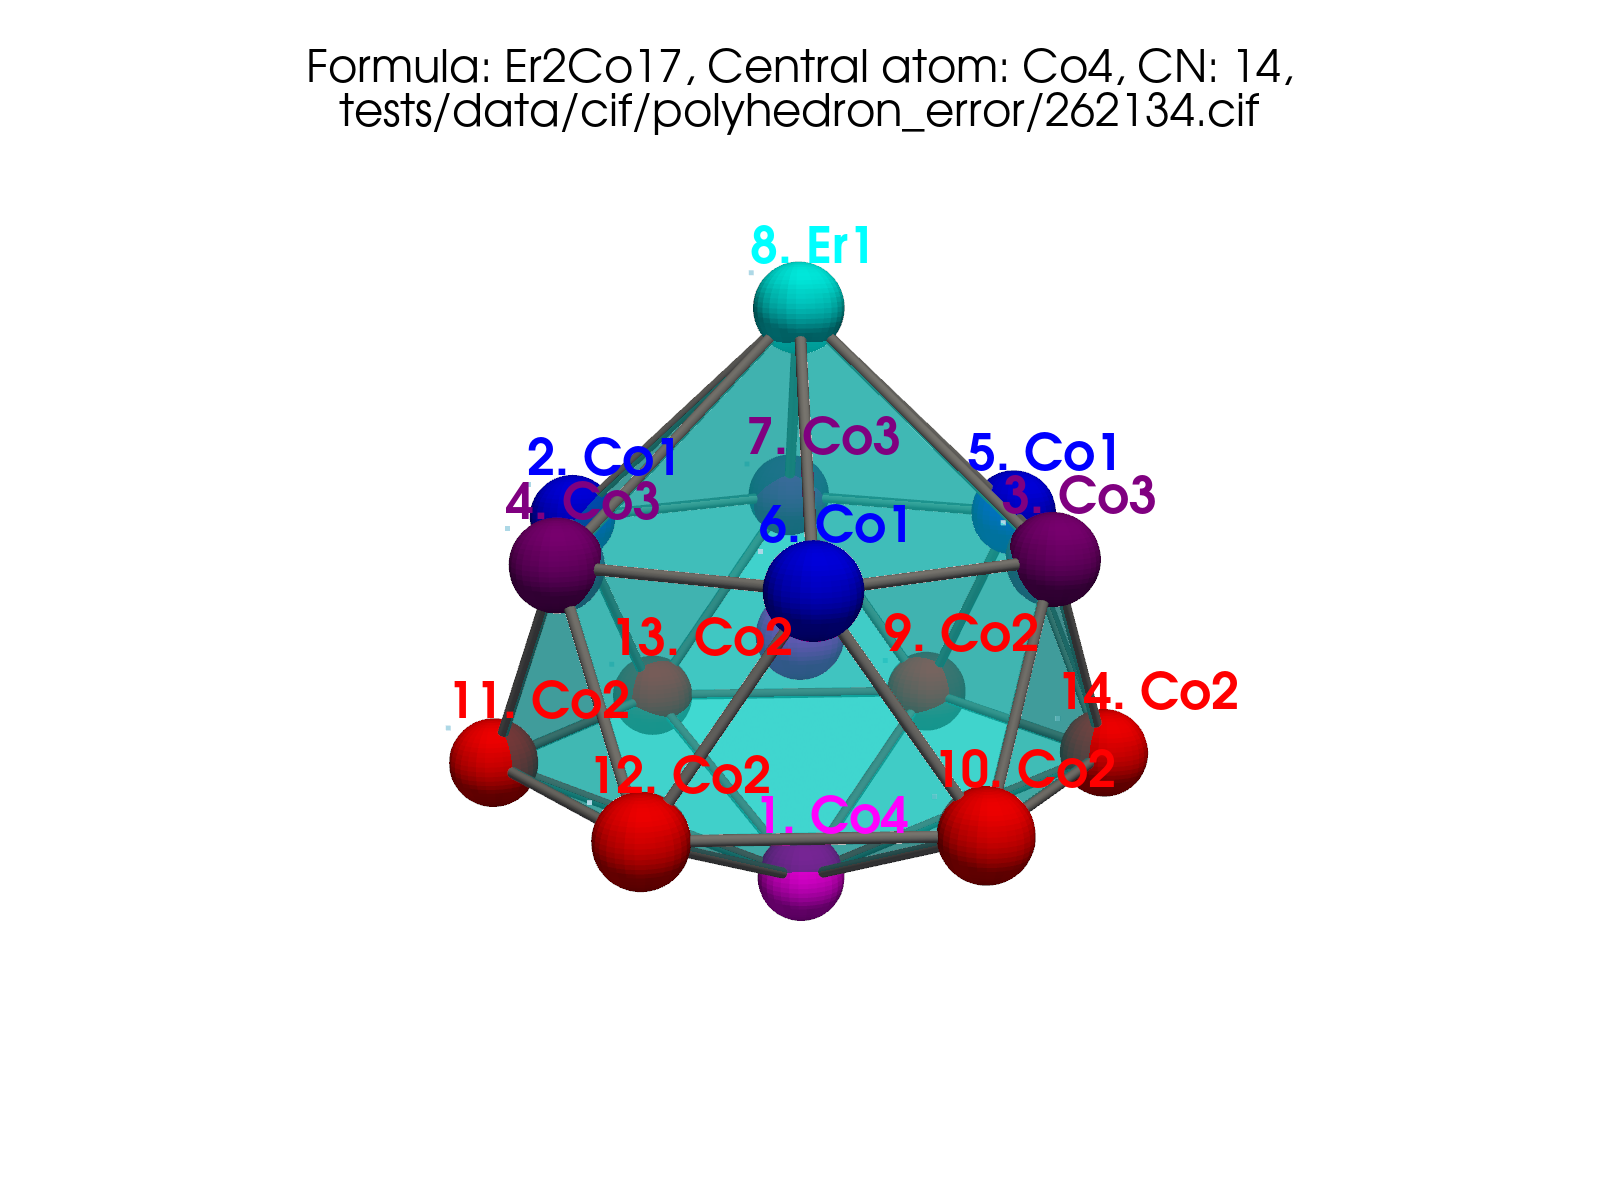 Formula: Er2Co17, Central atom: Co4, CN: 14,
tests/data/cif/polyhedron_error/262134.cif
8. Er1
7. Co3
2. Co1
5. Co1
4. Co3
3. Co3
6. Co1
13. Co2
9. Co2
11. Co2
14. Co2
12. Co2
10. Co2
1. Co4